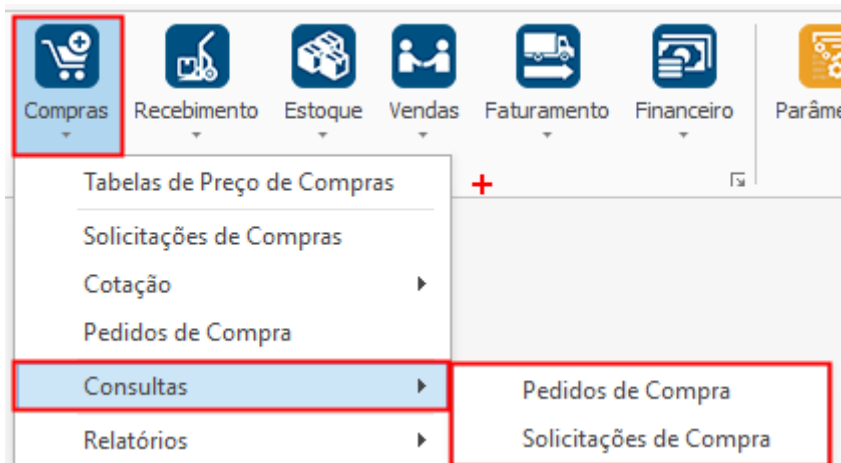 Compras Recebimento Estoque Vendas Faturamento Financeiro
Tabelas de Preço de Compras
Solicitações de Compras
Cotação
Pedidos de Compra
Consultas
Pedidos de Compra
Relatórios
Solicitações de Compra